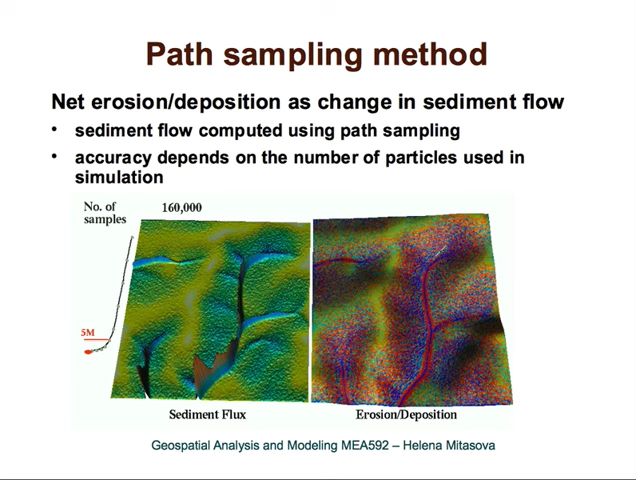 Path sampling method
Net erosion/deposition as change in sediment flow
• sediment flow computed using path sampling
• accuracy depends on the number of particles used in
simulation
No. of
samples
160,000
5M
Sediment Flux
Erosion/Deposition
Geospatial Analysis and Modeling MEA592 – Helena Mitasova